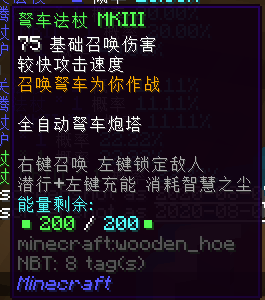 弩车法杖 MKIII
75 基础召唤伤害
较快攻击速度
召唤弩车为你作战
全自动弩车炮塔
右键召唤 左键锁定敌人
潜行+左键充能 消耗智慧之尘
能量剩余:
200 / 200
minecraft:wooden_hoe
NBT: 8 tag(s)
Minecraft